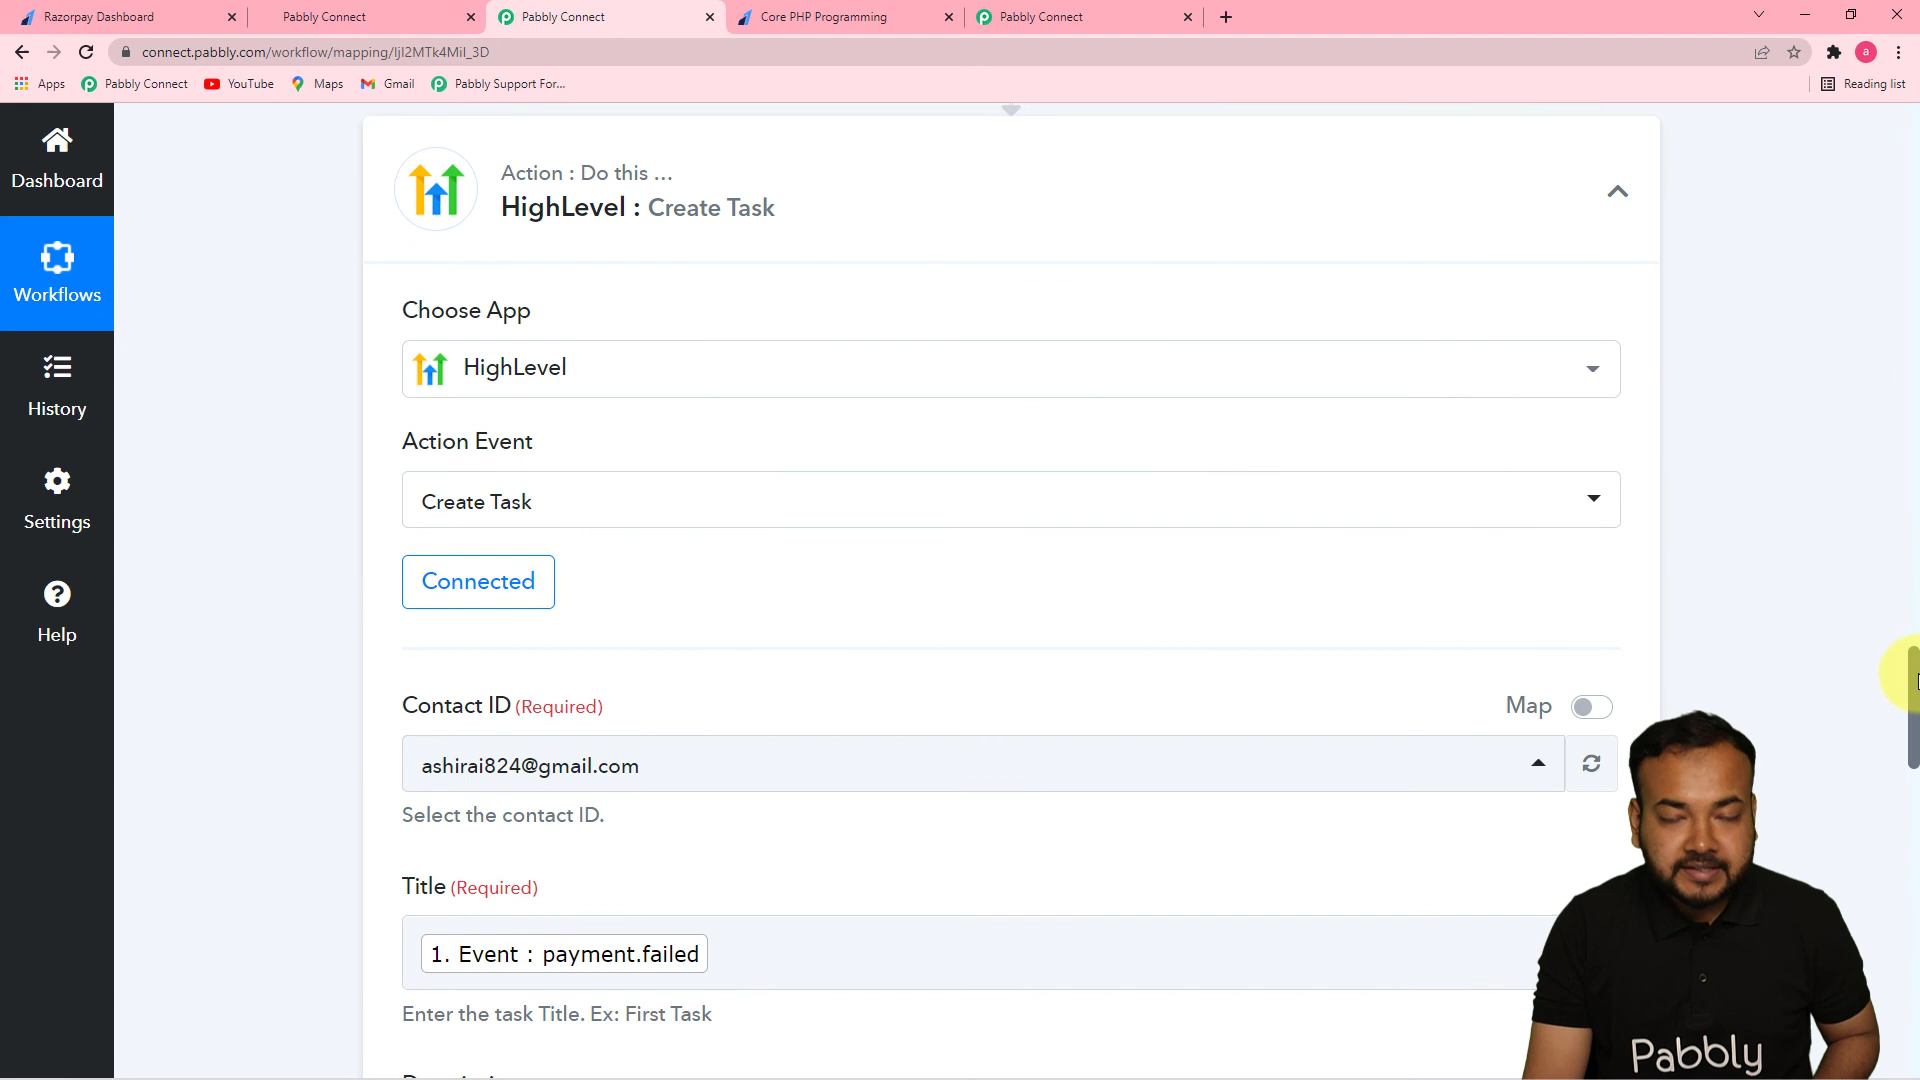 Razorpay Dashboard
Pabbly Connect
Pabbly Connect
Core PHP Programming
Pabbly Connect
connect.pabbly.com/workflow/mapping/IjI2MTk4MiI_3D
a
Apps
Pabbly Connect
YouTube
Maps
Gmail
Pabbly Support For...
Reading list
Dashboard
Workflows
History
Settings
Help
Action : Do this ...
HighLevel : Create Task
Choose App
HighLevel
Action Event
Create Task
Connected
Contact ID (Required)
Map
ashirai824@gmail.com
Select the contact ID.
Title (Required)
1. Event : payment.failed
Enter the task Title. Ex: First Task
Pabbly